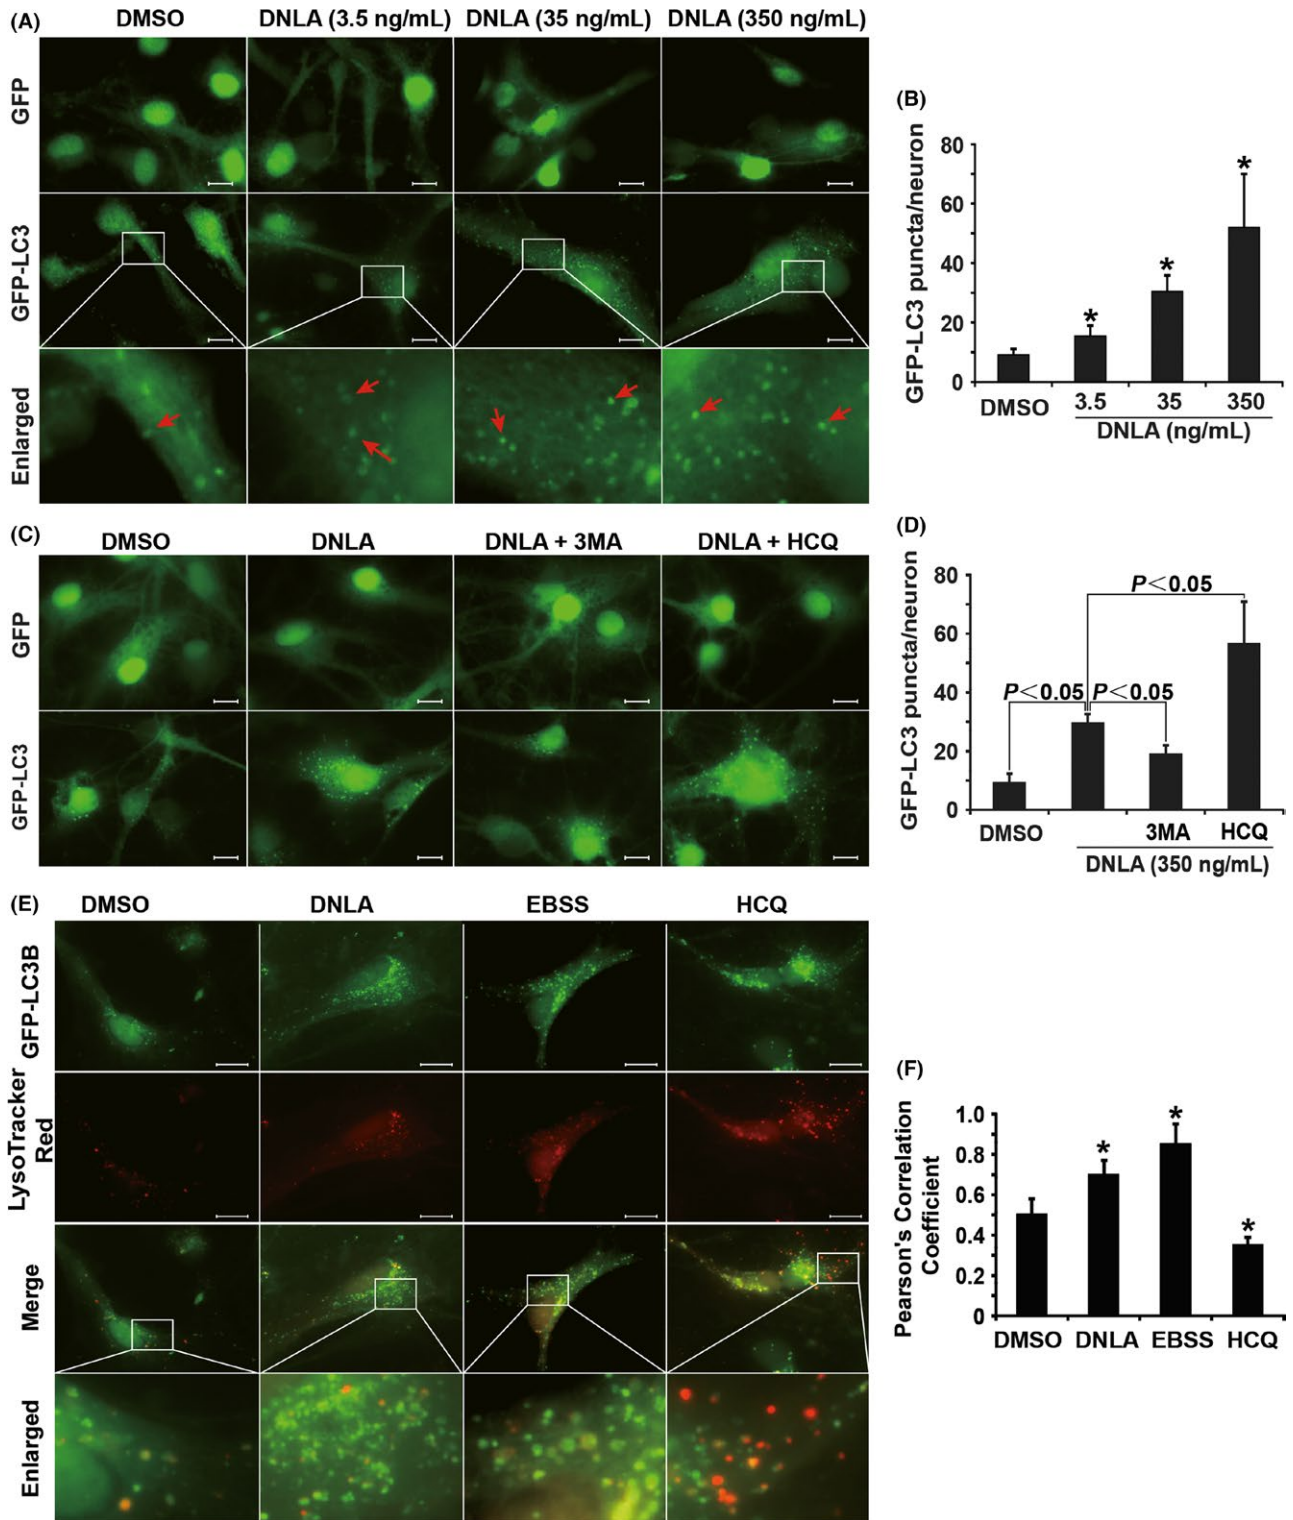 (A)
DMSO DNLA (3.5 ng/mL) DNLA (35 ng/mL) DNLA (350 ng/mL)
GFP
GFP-LC3
Enlarged
(B)
GFP-LC3 puncta/neuron
80
60
40
20
0
* * *
DMSO 3.5 35 350
DNLA (ng/mL)
(C)
DMSO DNLA DNLA + 3MA DNLA + HCQ
GFP
GFP-LC3
(D)
GFP-LC3 puncta/neuron
80
60
40
20
0
P<0.05
P<0.05 P<0.05
DMSO 3MA HCQ
DNLA (350 ng/mL)
(E)
DMSO DNLA EBSS HCQ
GFP-LC3B
LysoTracker
Red
Merge
Enlarged
(F)
Pearson's Correlation
Coefficient
1.0
0.8
0.6
0.4
0.2
0
* * *
DMSO DNLA EBSS HCQ